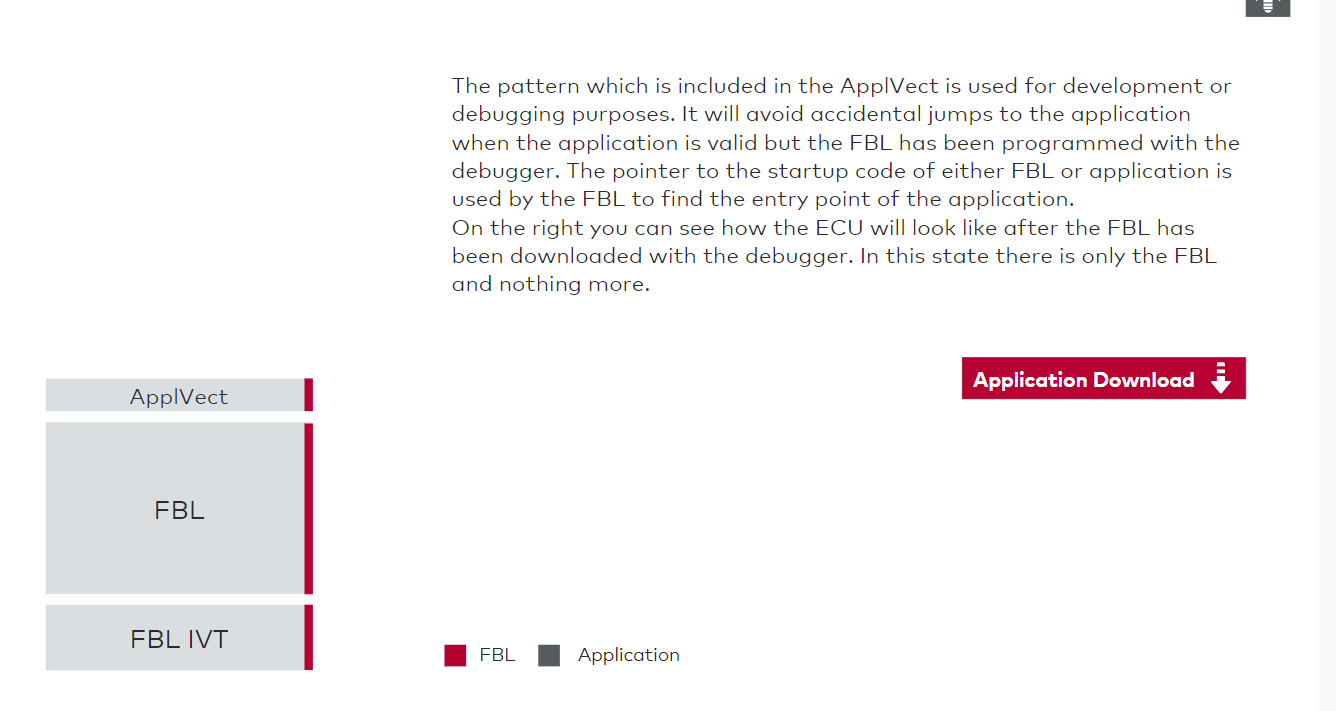 The pattern which is included in the ApplVect is used for development or
debugging purposes. It will avoid accidental jumps to the application
when the application is valid but the FBL has been programmed with the
debugger. The pointer to the startup code of either FBL or application is
used by the FBL to find the entry point of the application.
On the right you can see how the ECU will look like after the FBL has
been downloaded with the debugger. In this state there is only the FBL
and nothing more.
Application Download
ApplVect
FBL
FBL IVT
FBL
Application